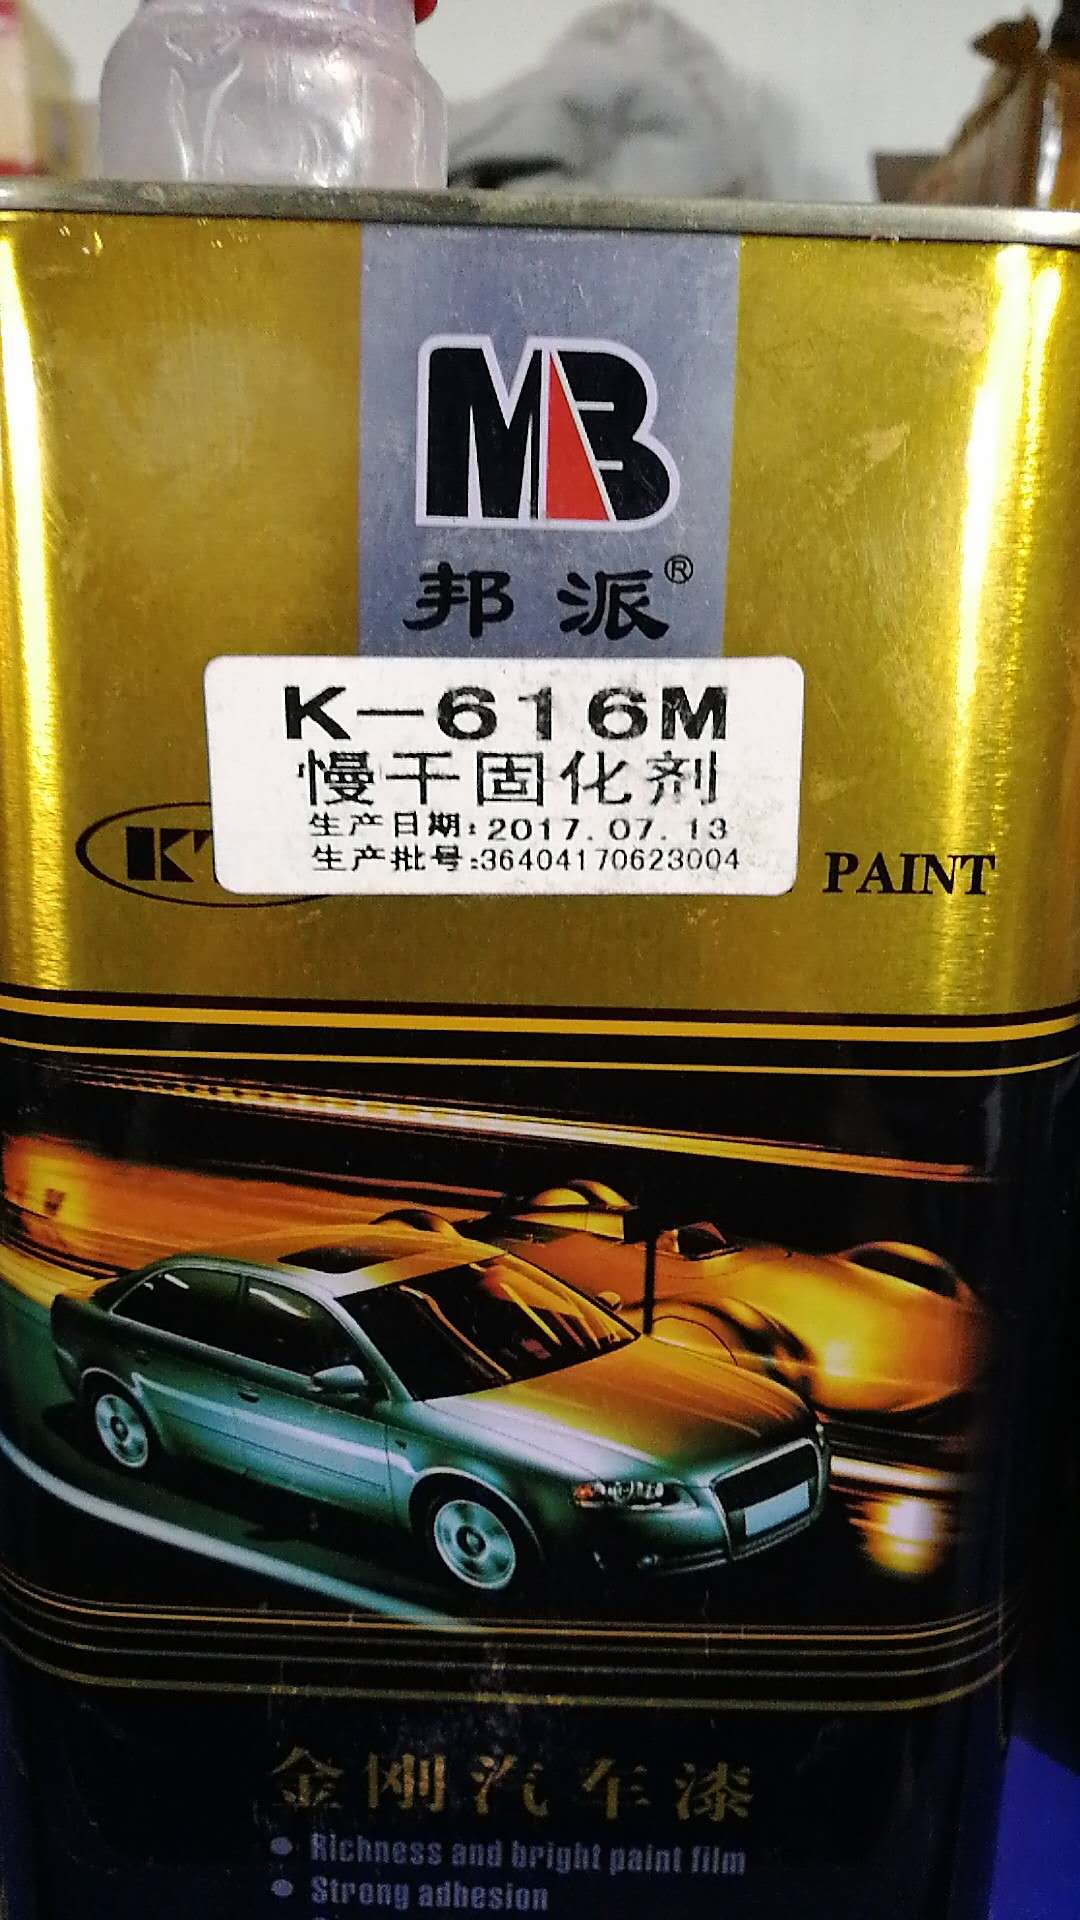 MB
邦派®
K-616M
慢干固化剂
生产日期:2017.07.13
生产批号:36404170623004
PAINT
金刚汽车漆
Richness and bright paint film
Strong adhesion